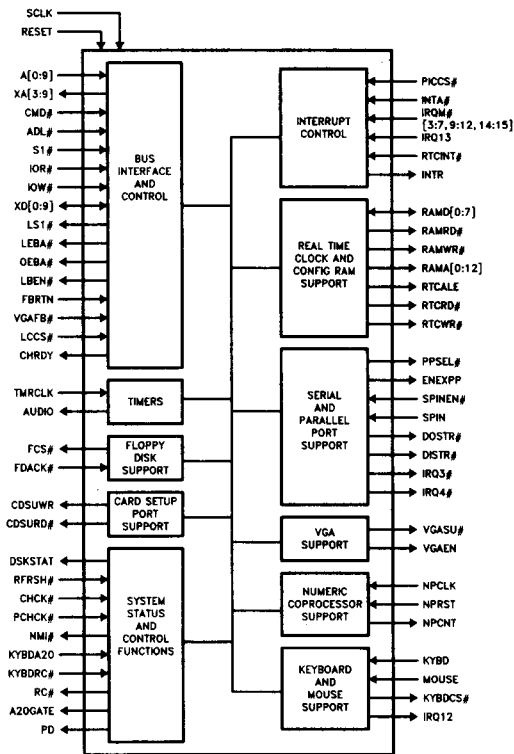 SCLK
RESET
A[0:9]
XA[3:9]
CMD#
ADL#
S1#
IOR#
IOW#
XD[0:9]
LS1#
LEBA#
OEBA#
LBEN#
FBRTN
VGAFB#
LCCS#
CHRDY
BUS
INTERFACE
AND
CONTROL
TMRCLK
AUDIO
TIMERS
FCS#
FDACK#
FLOPPY
DISK
SUPPORT
CDSUWR
CDSURD#
CARD SETUP
PORT
SUPPORT
DSKSTAT
RFRSH#
CHCK#
PCHCK#
NMI#
KYBDA20
KYBDRC#
RC#
A20GATE
PD
SYSTEM
STATUS
AND
CONTROL
FUNCTIONS
INTERRUPT
CONTROL
PICCS#
INTA#
IRQM#
[3:7, 9:12, 14:15]
IRQ13
RTCINT#
INTR
REAL TIME
CLOCK AND
CONFIG RAM
SUPPORT
RAMD[0:7]
RAMRD#
RAMWR#
RAMA[0:12]
RTCALE
RTCRD#
RTCWR#
SERIAL
AND
PARALLEL
PORT
SUPPORT
PPSEL#
ENEXPP
SPINEN#
SPIN
DOSTR#
DISTR#
IRQ3#
IRQ4#
VGA
SUPPORT
VGASU#
VGAEN
NUMERIC
COPROCESSOR
SUPPORT
NPCLK
NPRST
NPCNT
KEYBOARD
AND
MOUSE
SUPPORT
KYBD
MOUSE
KYBDCS#
IRQ12